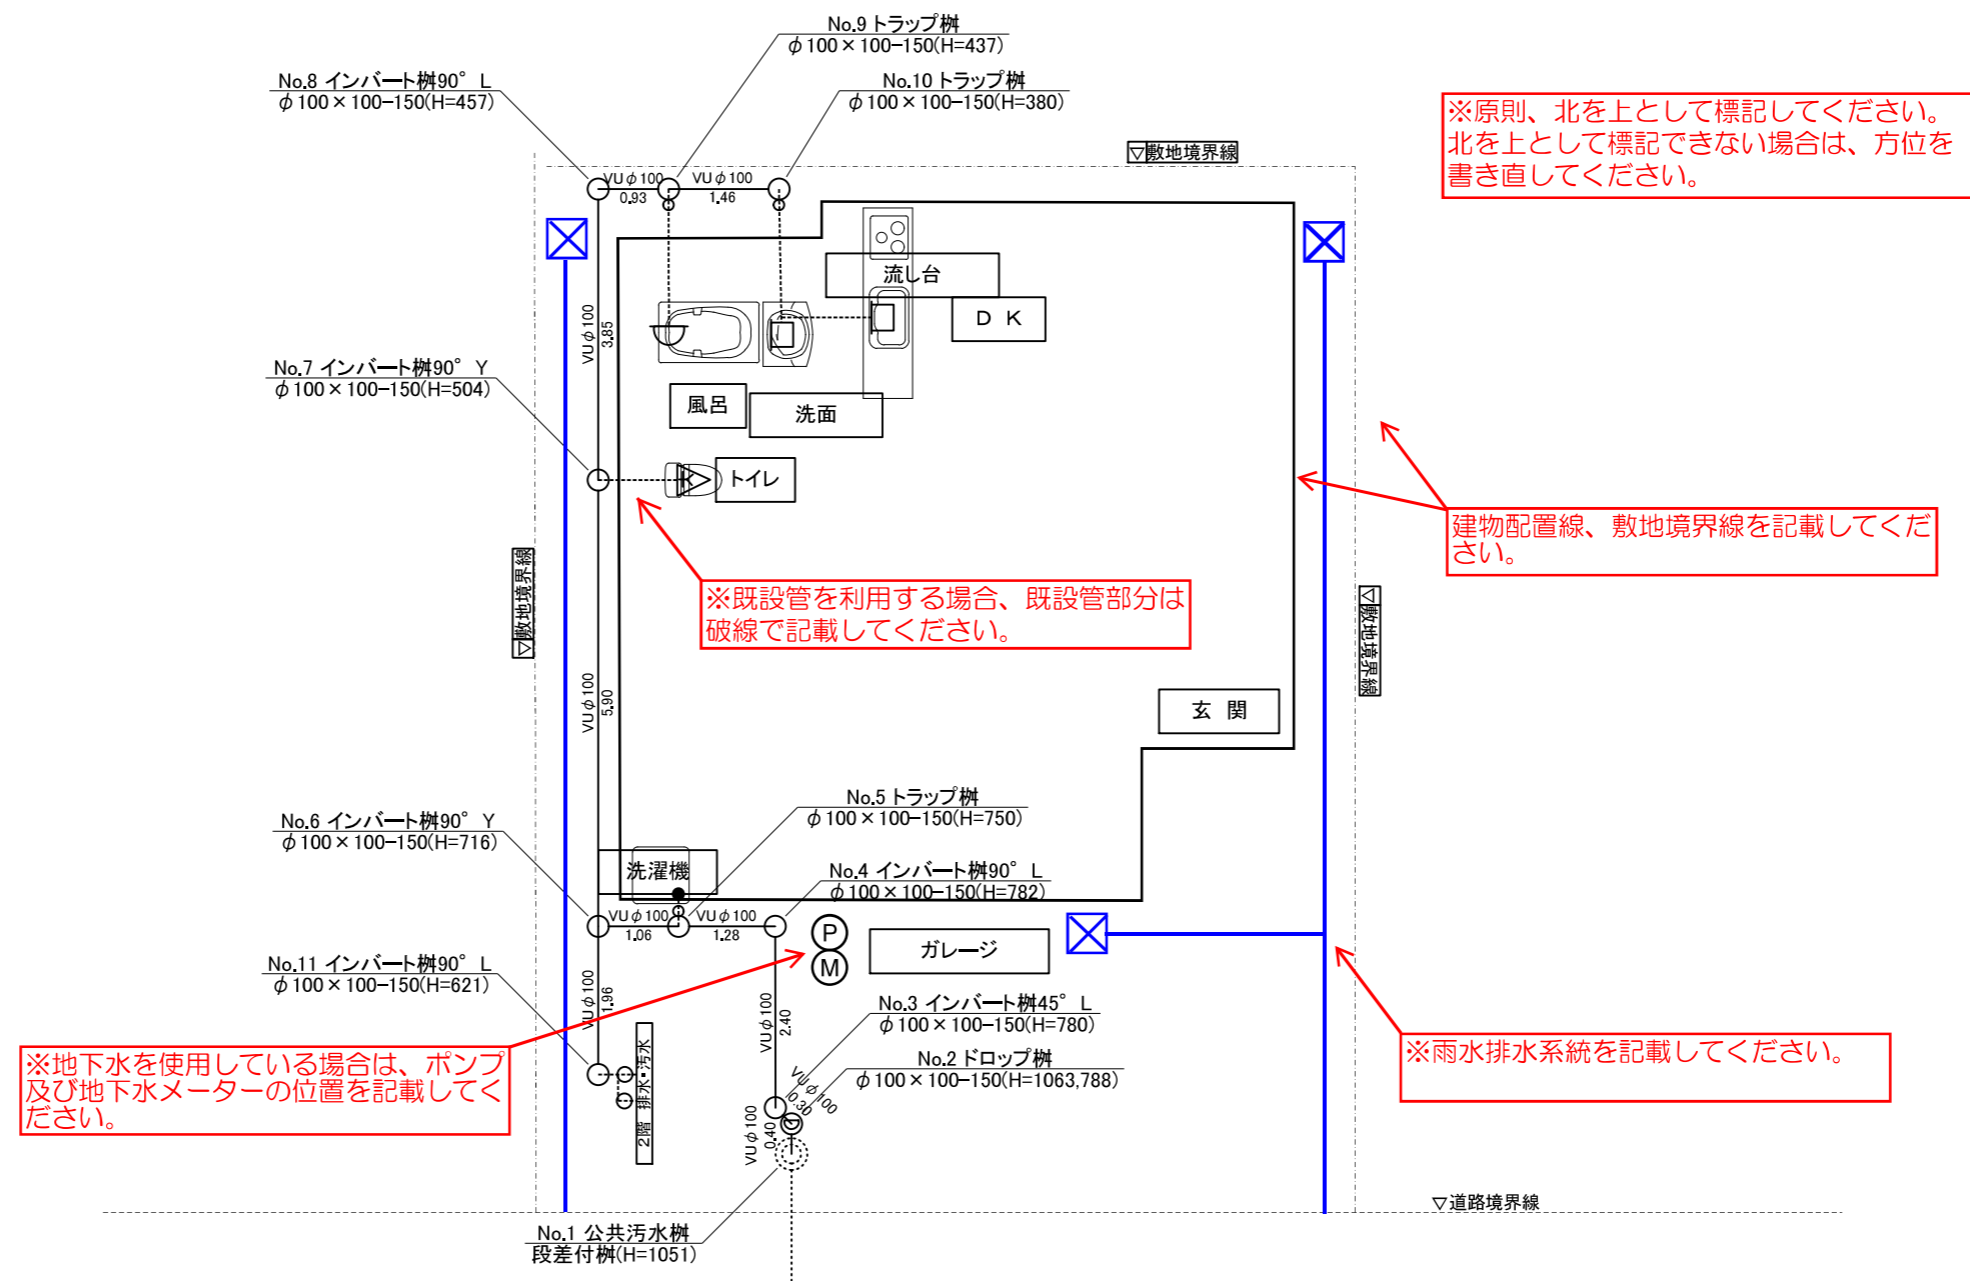 No.9 トラップ桝
φ100×100-150(H=437)
No.8 インバート桝90° L
φ100×100-150(H=457)
No.10 トラップ桝
φ100×100-150(H=380)
※原則、北を上として標記してください。
北を上として標記できない場合は、方位を
書き直してください。
▽敷地境界線
VUφ100
0.93
VUφ100
1.46
流し台
D K
VUφ100
3.85
No.7 インバート桝90° Y
φ100×100-150(H=504)
風呂
洗面
トイレ
建物配置線、敷地境界線を記載してくだ
さい。
▽敷地境界線
※既設管を利用する場合、既設管部分は
破線で記載してください。
▽敷地境界線
VUφ100
5.90
玄 関
No.5 トラップ桝
φ100×100-150(H=750)
No.6 インバート桝90° Y
φ100×100-150(H=716)
洗濯機
No.4 インバート桝90° L
φ100×100-150(H=782)
VUφ100
1.06
VUφ100
1.28
P
M
ガレージ
No.11 インバート桝90° L
φ100×100-150(H=621)
VUφ100
1.96
VUφ100
2.40
No.3 インバート桝45° L
φ100×100-150(H=780)
※地下水を使用している場合は、ポンプ
及び地下水メーターの位置を記載してく
ださい。
2階 排水・汚水
No.2 ドロップ桝
φ100×100-150(H=1063,788)
※雨水排水系統を記載してください。
VUφ100
0.30
VUφ100
0.40
▽道路境界線
No.1 公共汚水桝
段差付桝(H=1051)